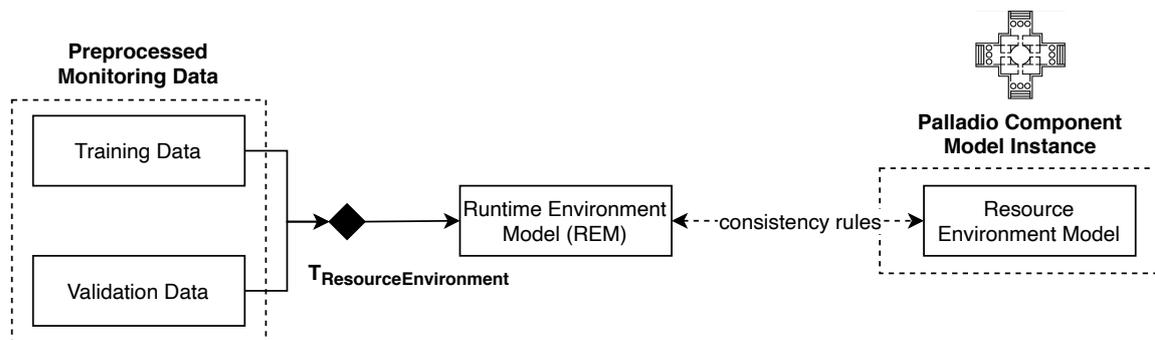 Preprocessed
Monitoring Data
Training Data
Validation Data
T_ResourceEnvironment
Runtime Environment
Model (REM)
consistency rules
Palladio Component
Model Instance
Resource
Environment Model